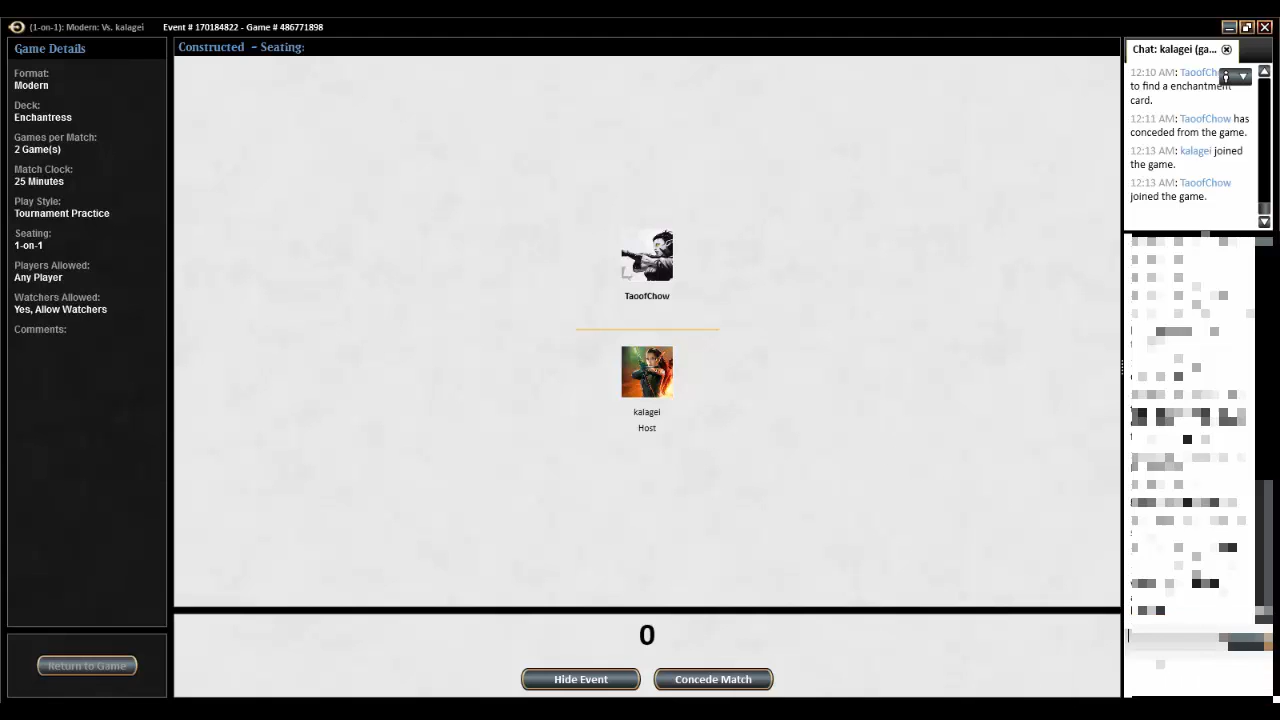 (1-on-1): Modern: Vs. kalagei Event # 170184822 - Game # 486771898
Game Details
Format:
Modern
Deck:
Enchantress
Games per Match:
2 Game(s)
Match Clock:
25 Minutes
Play Style:
Tournament Practice
Seating:
1-on-1
Players Allowed:
Any Player
Watchers Allowed:
Yes, Allow Watchers
Comments:
Return to Game
Constructed - Seating:
TaoofChow
kalagei
Host
0
Hide Event Concede Match
Chat: kalagei (ga...
12:10 AM:
to find a enchantment
card.
12:11 AM: TaoofChow has
conceded from the game.
12:13 AM: kalagei joined
the game.
12:13 AM: TaoofChow
joined the game.